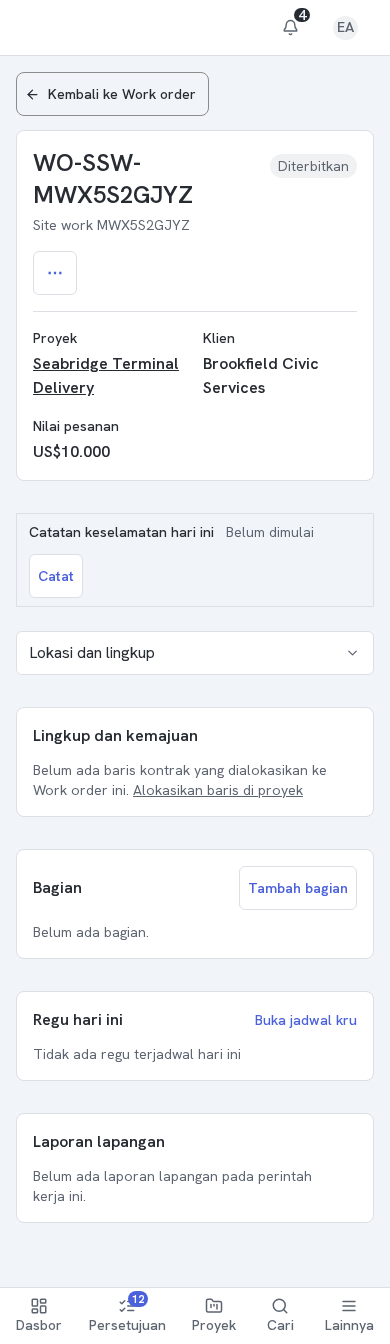 4
EA
Kembali ke Work order
WO-SSW-
MWX5S2GJYZ
Diterbitkan
Site work MWX5S2GJYZ
Proyek
Klien
Seabridge Terminal
Delivery
Brookfield Civic
Services
Nilai pesanan
US$10.000
Catatan keselamatan hari ini Belum dimulai
Catat
Lokasi dan lingkup
Lingkup dan kemajuan
Belum ada baris kontrak yang dialokasikan ke
Work order ini. Alokasikan baris di proyek
Bagian
Tambah bagian
Belum ada bagian.
Regu hari ini
Buka jadwal kru
Tidak ada regu terjadwal hari ini
Laporan lapangan
Belum ada laporan lapangan pada perintah
kerja ini.
12
Dasbor Persetujuan Proyek Cari Lainnya